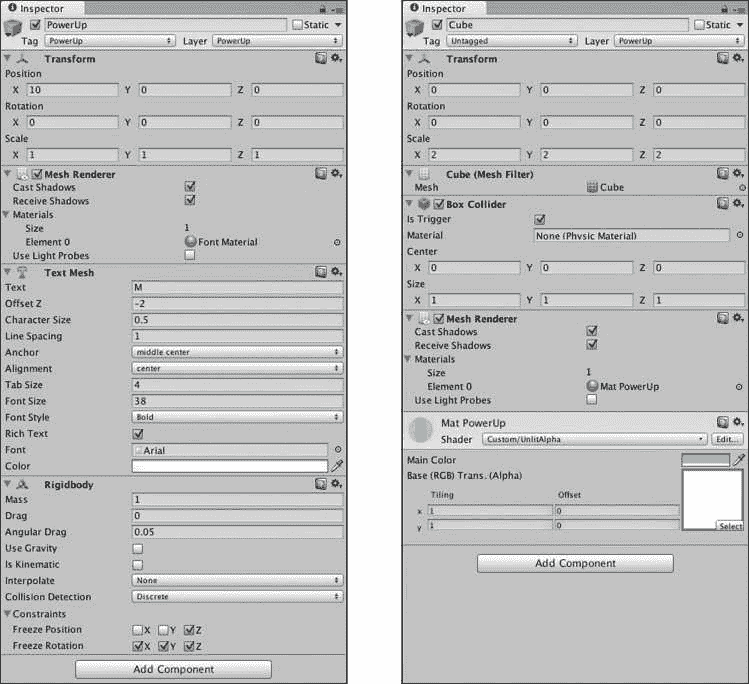 Inspector
PowerUp
Static
Tag PowerUp Layer PowerUp
Transform
Position
X 10 Y 0 Z 0
Rotation
X 0 Y 0 Z 0
Scale
X 1 Y 1 Z 1
Mesh Renderer
Cast Shadows
Receive Shadows
Materials
Size 1
Element 0 Font Material
Use Light Probes
Text Mesh
Text M
Offset Z -2
Character Size 0.5
Line Spacing 1
Anchor middle center
Alignment center
Tab Size 4
Font Size 38
Font Style Bold
Rich Text
Font Arial
Color
Rigidbody
Mass 1
Drag 0
Angular Drag 0.05
Use Gravity
Is Kinematic
Interpolate None
Collision Detection Discrete
Constraints
Freeze Position X Y Z
Freeze Rotation X Y Z
Add Component
Inspector
Cube
Static
Tag Untagged Layer PowerUp
Transform
Position
X 0 Y 0 Z 0
Rotation
X 0 Y 0 Z 0
Scale
X 2 Y 2 Z 2
Cube (Mesh Filter)
Mesh Cube
Box Collider
Is Trigger
Material None (Physic Material)
Center
X 0 Y 0 Z 0
Size
X 1 Y 1 Z 1
Mesh Renderer
Cast Shadows
Receive Shadows
Materials
Size 1
Element 0 Mat PowerUp
Use Light Probes
Mat PowerUp
Shader Custom/UnlitAlpha Edit...
Main Color
Base (RGB) Trans. (Alpha)
Tiling Offset
x 1 0
y 1 0
Select
Add Component